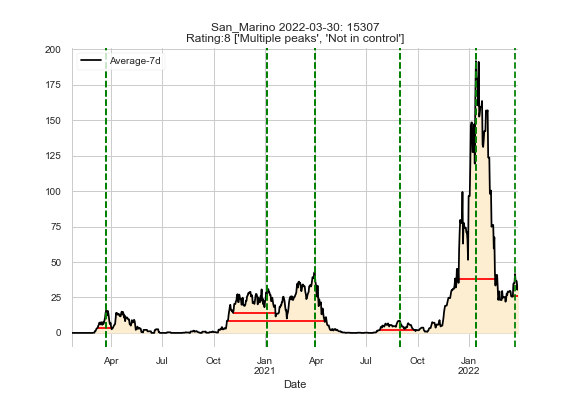 San_Marino 2022-03-30: 15307
Rating:8 ['Multiple peaks', 'Not in control']
Average-7d
200
175
150
125
100
75
50
25
0
Apr Jul Oct Jan Apr Jul Oct Jan
2021 2022
Date